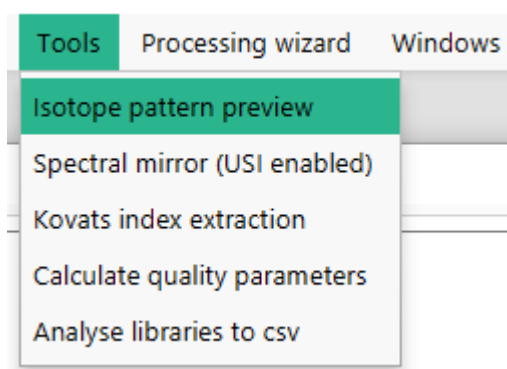 Tools Processing wizard Windows
Isotope pattern preview
Spectral mirror (USI enabled)
Kovats index extraction
Calculate quality parameters
Analyse libraries to csv